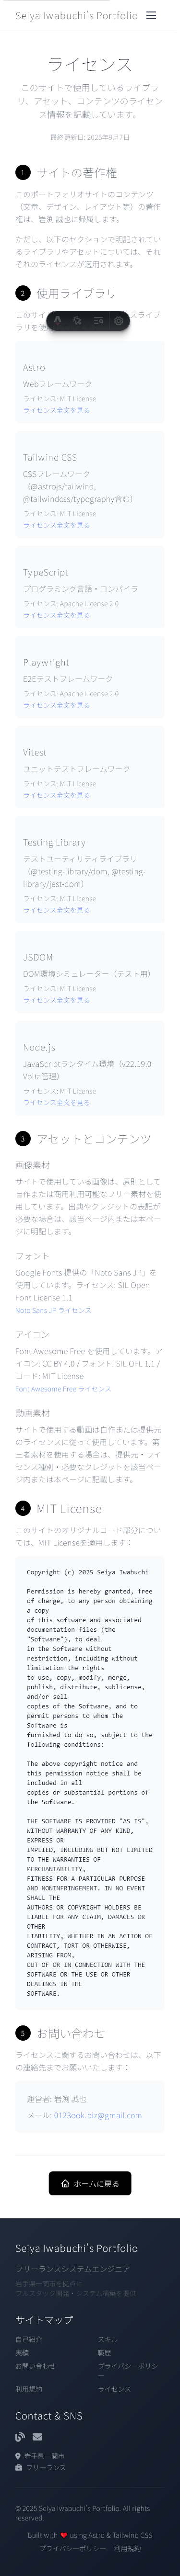 Seiya Iwabuchi's Portfolio
ライセンス
このサイトで使用しているライブラ
リ、アセット、コンテンツのライセン
ス情報を記載しています。
最終更新日: 2025年9月7日
1 サイトの著作権
このポートフォリオサイトのコンテンツ
（文章、デザイン、レイアウト等）の著作
権は、岩渕 誠也に帰属します。
ただし、以下のセクションで明記されてい
るライブラリやアセットについては、それ
ぞれのライセンスが適用されます。
2 使用ライブラリ
このサイ
スライブ
ラリを使
Astro
Webフレームワーク
ライセンス: MIT License
ライセンス全文を見る
Tailwind CSS
CSSフレームワーク
（@astrojs/tailwind,
@tailwindcss/typography含む）
ライセンス: MIT License
ライセンス全文を見る
TypeScript
プログラミング言語・コンパイラ
ライセンス: Apache License 2.0
ライセンス全文を見る
Playwright
E2Eテストフレームワーク
ライセンス: Apache License 2.0
ライセンス全文を見る
Vitest
ユニットテストフレームワーク
ライセンス: MIT License
ライセンス全文を見る
Testing Library
テストユーティリティライブラリ
（@testing-library/dom, @testing-
library/jest-dom）
ライセンス: MIT License
ライセンス全文を見る
JSDOM
DOM環境シミュレーター（テスト用）
ライセンス: MIT License
ライセンス全文を見る
Node.js
JavaScriptランタイム環境（v22.19.0
Volta管理）
ライセンス: MIT License
ライセンス全文を見る
3 アセットとコンテンツ
画像素材
サイトで使用している画像は、原則として
自作または商用利用可能なフリー素材を使
用しています。出典やクレジットの表記が
必要な場合は、該当ページ内または本ペー
ジに明記します。
フォント
Google Fonts 提供の「Noto Sans JP」を
使用しています。ライセンス: SIL Open
Font License 1.1
Noto Sans JP ライセンス
アイコン
Font Awesome Free を使用しています。ア
イコン: CC BY 4.0 / フォント: SIL OFL 1.1 /
コード: MIT License
Font Awesome Free ライセンス
動画素材
サイトで使用する動画は自作または提供元
のライセンスに従って使用しています。第
三者素材を使用する場合は、提供元・ライ
センス種別・必要なクレジットを該当ペー
ジ内または本ページに記載します。
4 MIT License
このサイトのオリジナルコード部分につい
ては、MIT Licenseを適用します：
Copyright (c) 2025 Seiya Iwabuchi
Permission is hereby granted, free
of charge, to any person obtaining
a copy
of this software and associated
documentation files (the
"Software"), to deal
in the Software without
restriction, including without
limitation the rights
to use, copy, modify, merge,
publish, distribute, sublicense,
and/or sell
copies of the Software, and to
permit persons to whom the
Software is
furnished to do so, subject to the
following conditions:
The above copyright notice and
this permission notice shall be
included in all
copies or substantial portions of
the Software.
THE SOFTWARE IS PROVIDED "AS IS",
WITHOUT WARRANTY OF ANY KIND,
EXPRESS OR
IMPLIED, INCLUDING BUT NOT LIMITED
TO THE WARRANTIES OF
MERCHANTABILITY,
FITNESS FOR A PARTICULAR PURPOSE
AND NONINFRINGEMENT. IN NO EVENT
SHALL THE
AUTHORS OR COPYRIGHT HOLDERS BE
LIABLE FOR ANY CLAIM, DAMAGES OR
OTHER
LIABILITY, WHETHER IN AN ACTION OF
CONTRACT, TORT OR OTHERWISE,
ARISING FROM,
OUT OF OR IN CONNECTION WITH THE
SOFTWARE OR THE USE OR OTHER
DEALINGS IN THE
SOFTWARE.
5 お問い合わせ
ライセンスに関するお問い合わせは、以下
の連絡先までお願いいたします：
運営者: 岩渕 誠也
メール: 0123ook.biz@gmail.com
ホームに戻る
Seiya Iwabuchi's Portfolio
フリーランスシステムエンジニア
岩手県一関市を拠点に
フルスタック開発・システム構築を提供
サイトマップ
自己紹介
スキル
実績
職歴
お問い合わせ
プライバシーポリシ
ー
利用規約
ライセンス
Contact & SNS
岩手県一関市
フリーランス
© 2025 Seiya Iwabuchi's Portfolio. All rights
reserved.
Built with ❤ using Astro & Tailwind CSS
プライバシーポリシー 利用規約